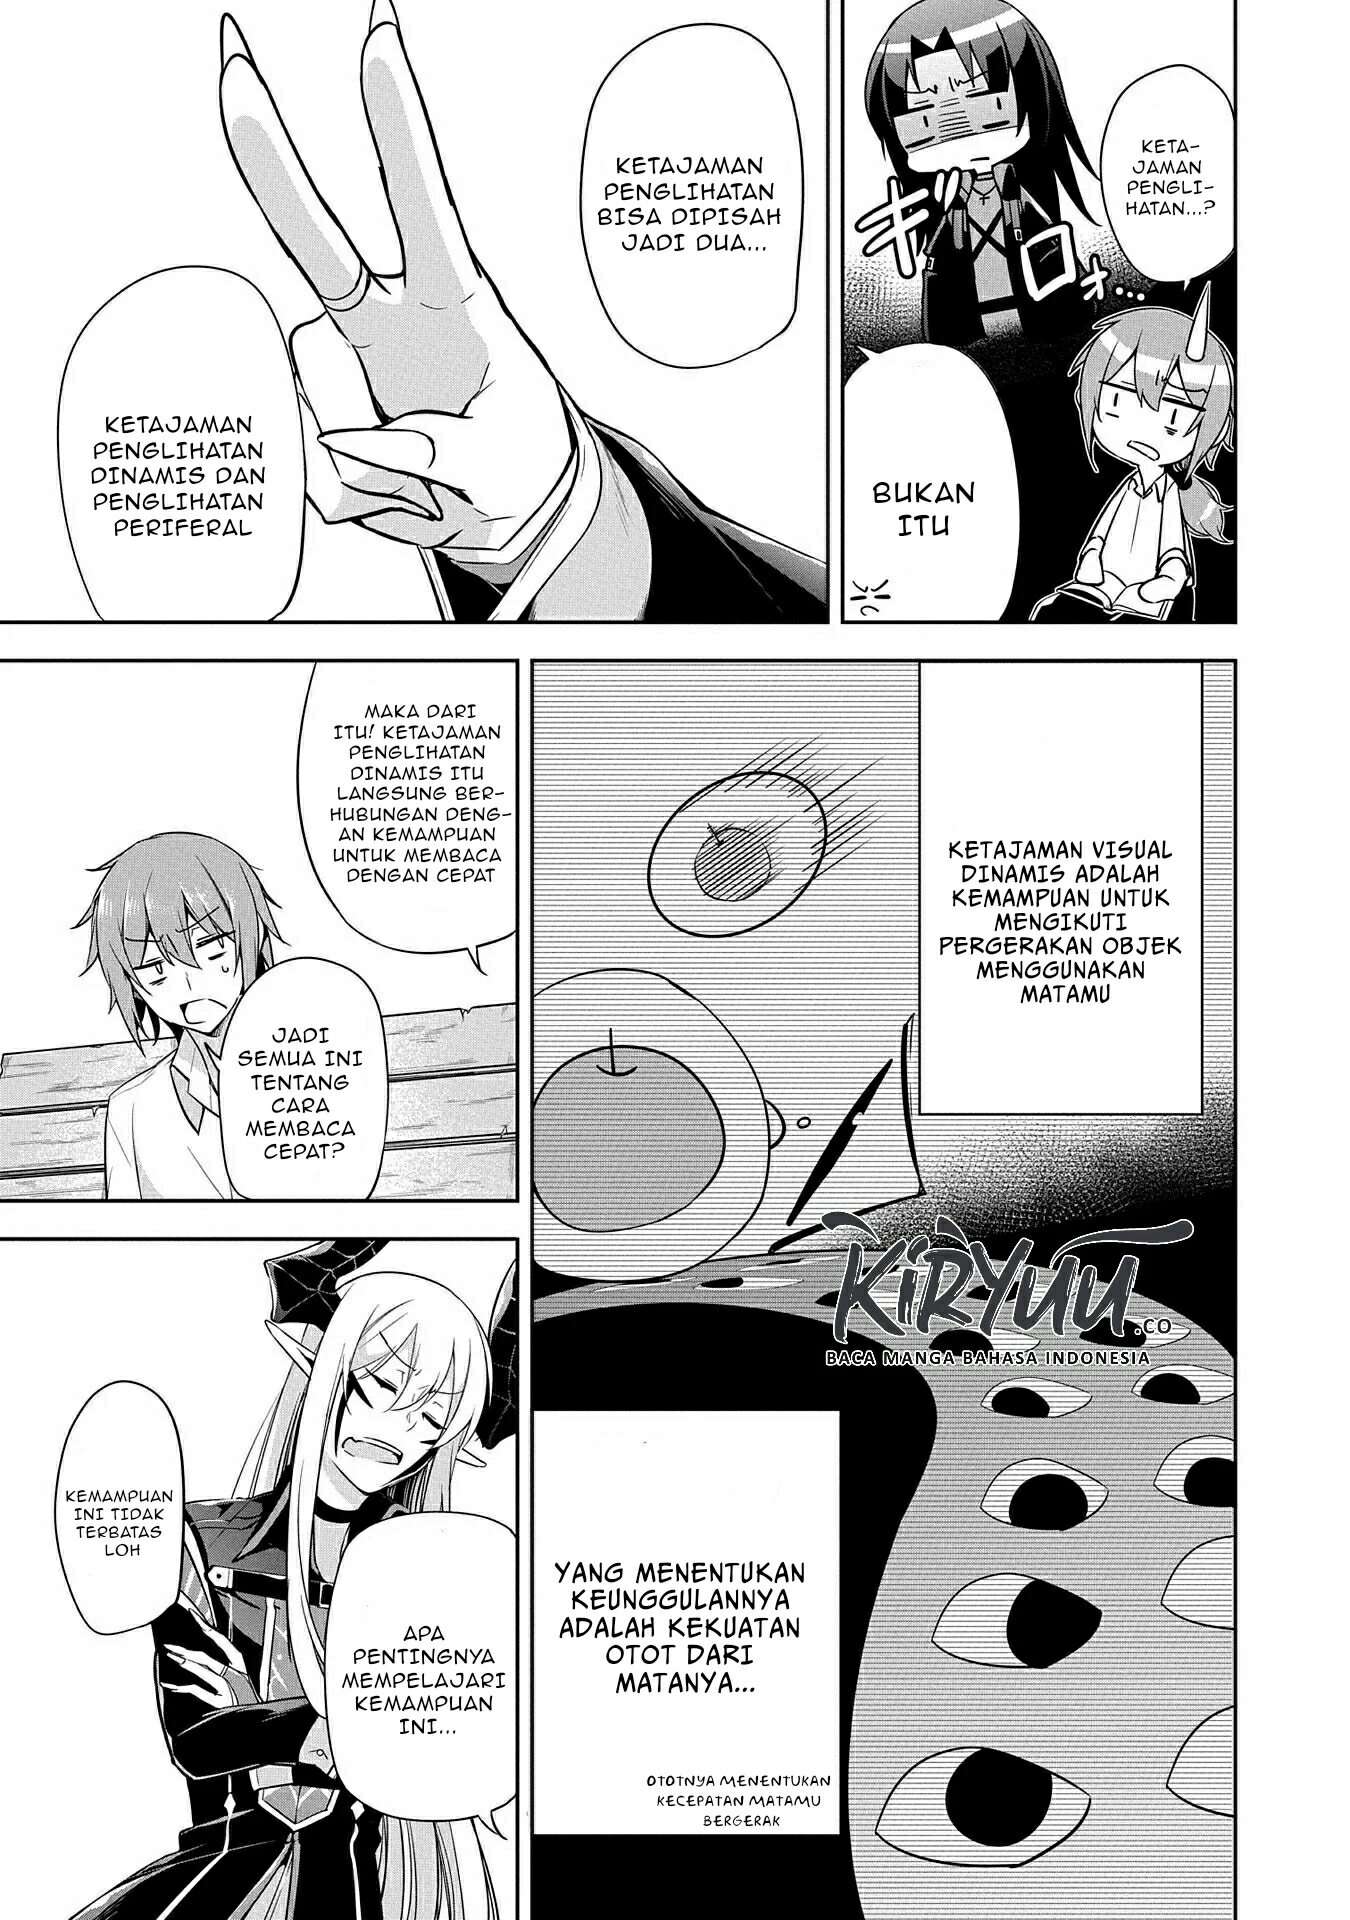 KETA-
JAMAN
PENGLI-
HATAN...?
ギロォ...
BUKAN
ITU
KETAJAMAN
PENGLIHATAN
BISA DIPISAH
JADI DUA...
KETAJAMAN
PENGLIHATAN
DINAMIS DAN
PENGLIHATAN
PERIFERAL
KETAJAMAN VISUAL
DINAMIS ADALAH
KEMAMPUAN UNTUK
MENGIKUTI
PERGERAKAN OBJEK
MENGGUNAKAN
MATAMU
KIRYUU.CO
BACA MANGA BAHASA INDONESIA
YANG MENENTUKAN
KEUNGGULANNYA
ADALAH KEKUATAN
OTOT DARI
MATANYA...
OTOTNYA MENENTUKAN
KECEPATAN MATAMU
BERGERAK
MAKA DARI
ITU! KETAJAMAN
PENGLIHATAN
DINAMIS ITU
LANGSUNG BER-
HUBUNGAN DENG-
AN KEMAMPUAN
UNTUK MEMBACA
DENGAN CEPAT
JADI
SEMUA INI
TENTANG
CARA
MEMBACA
CEPAT?
APA
PENTINGNYA
MEMPELAJARI
KEMAMPUAN
INI...
KEMAMPUAN
INI TIDAK
TERBATAS
LOH